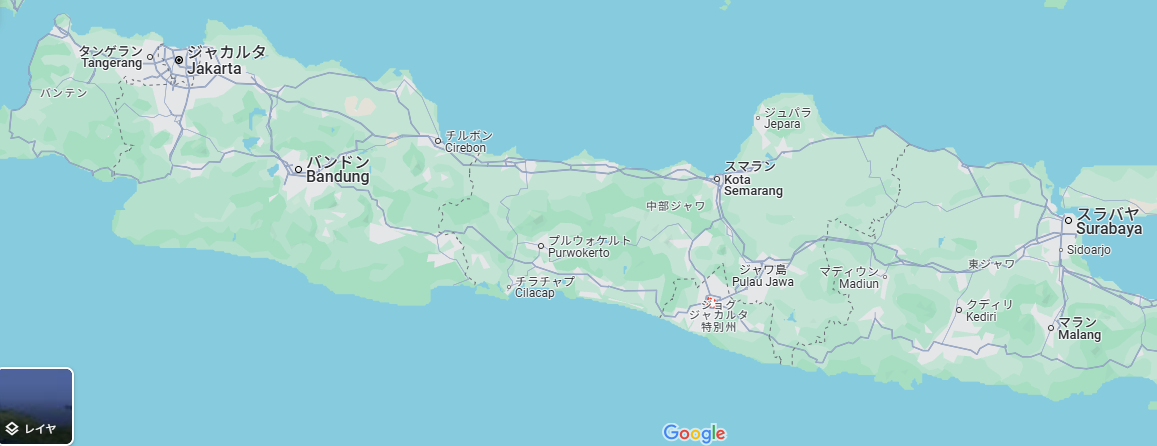 タンゲラン
Tangerang
ジャカルタ
Jakarta
バンテン
チルボン
Cirebon
バンドン
Bandung
ジュパラ
Jepara
スマラン
Kota
Semarang
中部ジャワ
プルウォケルト
Purwokerto
チラチャプ
Cilacap
ジャワ島
Pulau Jawa
ジョグ
ジャカルタ
特別州
マディウン
Madiun
東ジャワ
スラバヤ
Surabaya
Sidoarjo
クディリ
Kediri
マラン
Malang
レイヤ
Google